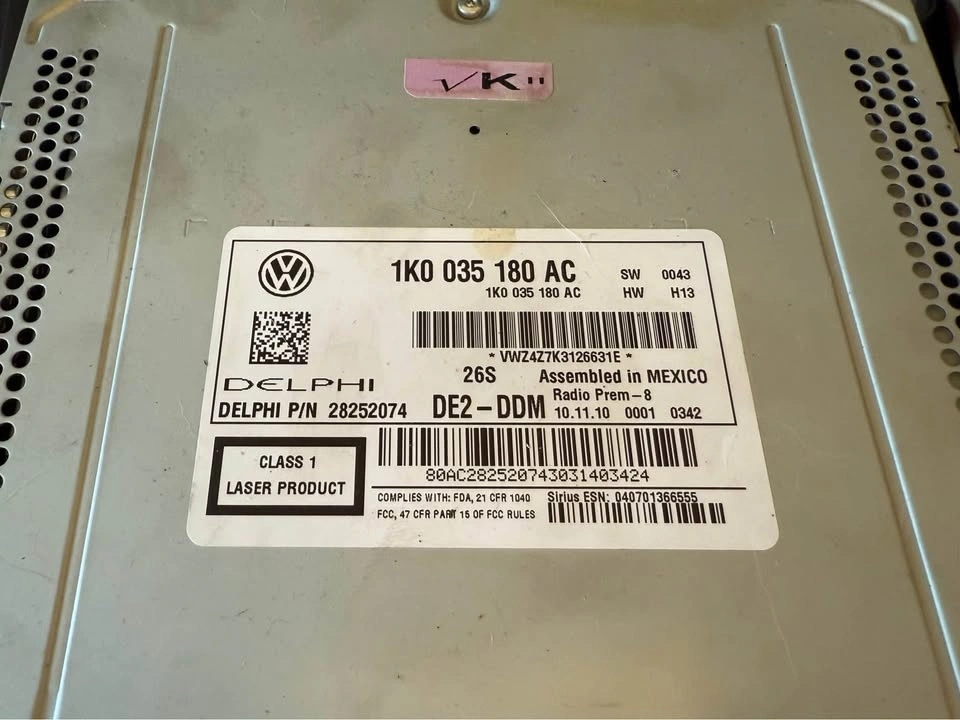 √K"
1K0 035 180 AC
SW 0043
1K0 035 180 AC
HW H13
* VWZ4Z7K3126631E *
26S
Assembled in MEXICO
DELPHI
DELPHI P/N 28252074
DE2-DDM
Radio Prem-8
10.11.10 0001 0342
CLASS 1
LASER PRODUCT
80AC282520743031403424
COMPLIES WITH: FDA, 21 CFR 1040
FCC, 47 CFR PART 15 OF FCC RULES
Sirius ESN: 040701366555